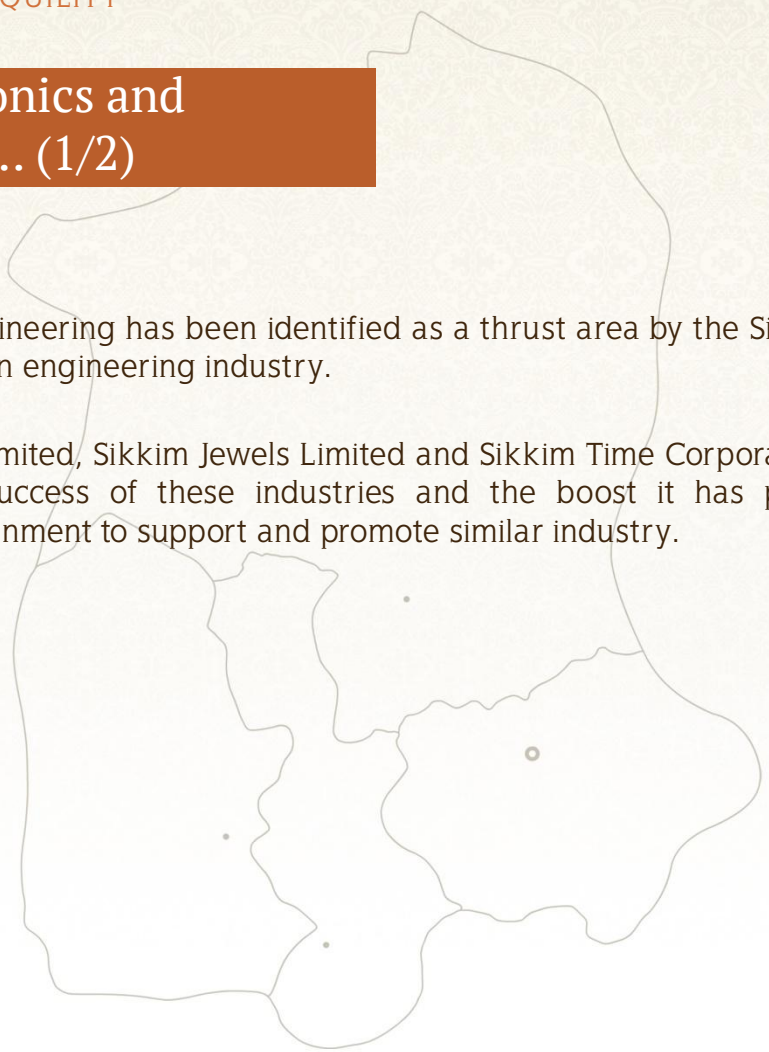 QUILITY
onics and
.. (1/2)
ineering has been identified as a thrust area by the Si
n engineering industry.
mited, Sikkim Jewels Limited and Sikkim Time Corpora
uccess of these industries and the boost it has p
nment to support and promote similar industry.